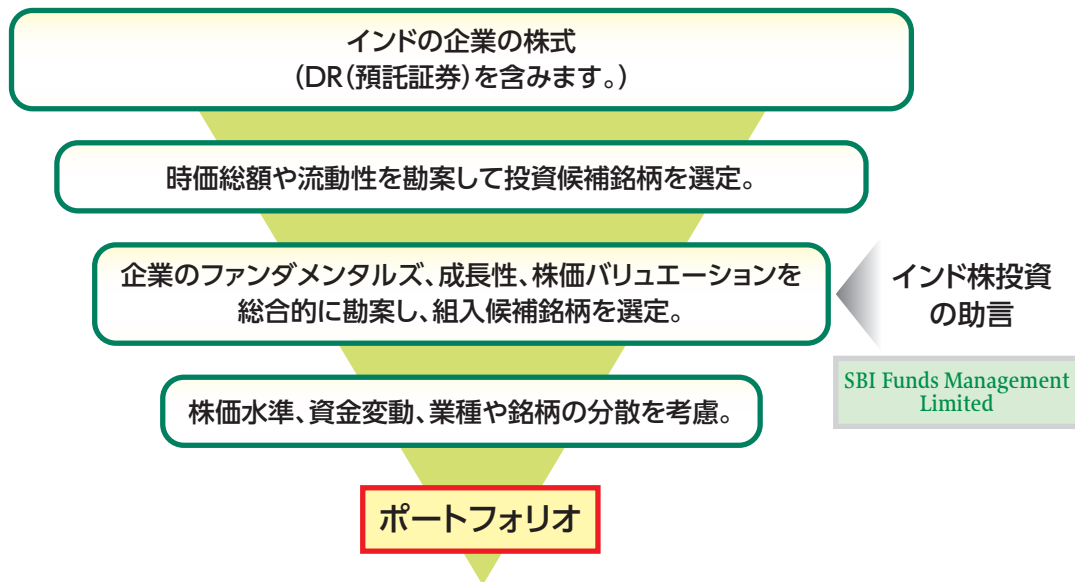 インドの企業の株式
（DR（預託証券）を含みます。）
時価総額や流動性を勘案して投資候補銘柄を選定。
企業のファンダメンタルズ、成長性、株価バリュエーションを
総合的に勘案し、組入候補銘柄を選定。
インド株投資
の助言
SBI Funds Management
Limited
株価水準、資金変動、業種や銘柄の分散を考慮。
ポートフォリオ